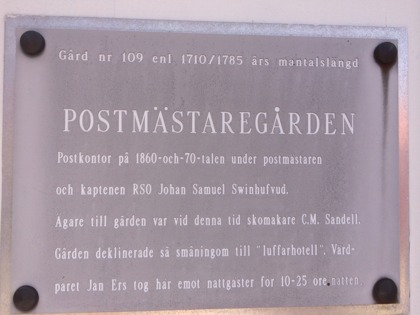 Gård nr 109 enl 1710/1785 års mantalslängd
POSTMÄSTAREGÅRDEN
Postkontor på 1860-och-70-talen under postmastaren
och kaptenen RSO Johan Samuel Swinhufvud.
Agare till gården var vid denna tid skomakare C.M. Sandell.
Gården deklinerade så småningom till "luffarhotell". Vard-
paret Jan Ers tog har emot nattgaster for 10-25 öre natten